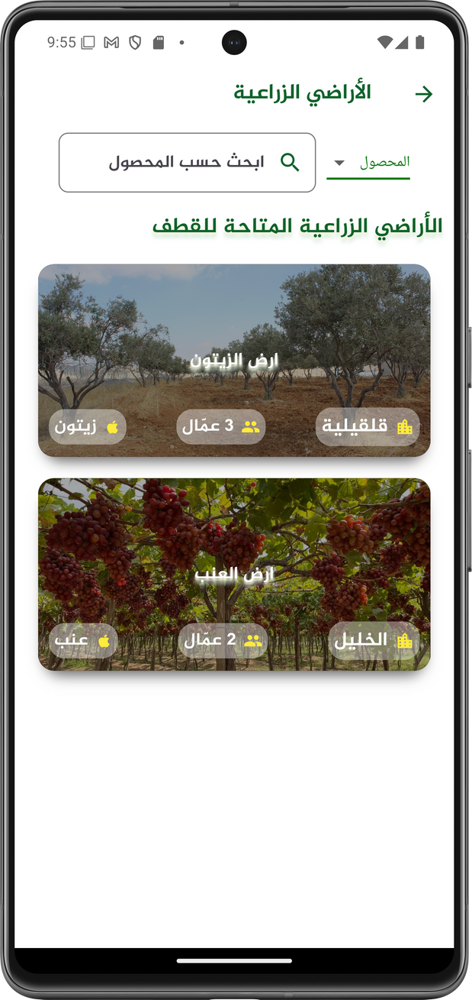 9:55
الأراضي الزراعية
المحصول
ابحث حسب المحصول
الأراضي الزراعية المتاحة للقطف
ارض الزيتون
قلقيلية
3 عمّال
زيتون
ارض العنب
الخليل
2 عمّال
عنب